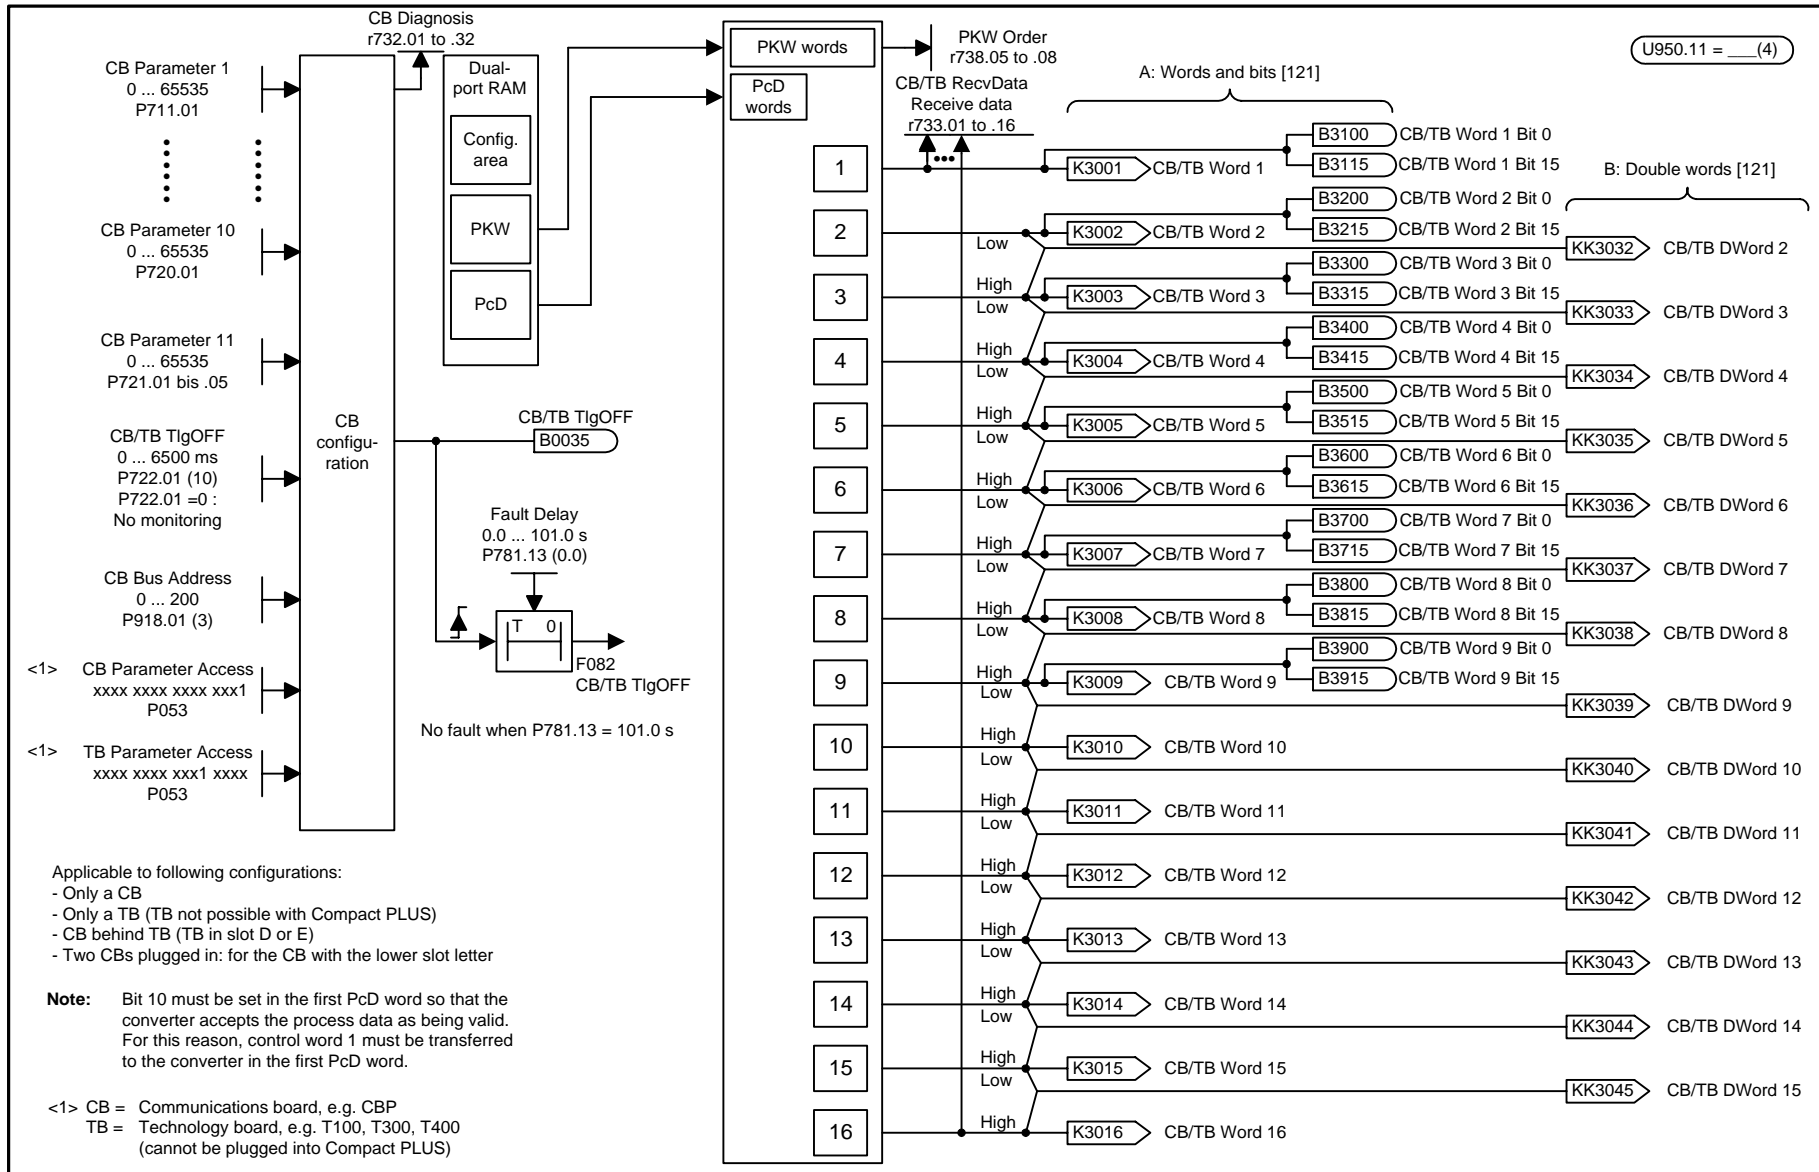 CB Diagnosis
r732.01 to .32
CB Parameter 1
0 ... 65535
P711.01
CB Parameter 10
0 ... 65535
P720.01
CB Parameter 11
0 ... 65535
P721.01 bis .05
CB/TB TlgOFF
0 ... 6500 ms
P722.01 (10)
P722.01 =0 :
No monitoring
CB Bus Address
0 ... 200
P918.01 (3)
<1> CB Parameter Access
xxxx xxxx xxxx xxx1
P053
<1> TB Parameter Access
xxxx xxxx xxx1 xxxx
P053
CB
configu-
ration
Dual-
port RAM
Config.
area
PKW
PcD
CB/TB TlgOFF
B0035
Fault Delay
0.0 ... 101.0 s
P781.13 (0.0)
T 0
F082
CB/TB TlgOFF
No fault when P781.13 = 101.0 s
Applicable to following configurations:
- Only a CB
- Only a TB (TB not possible with Compact PLUS)
- CB behind TB (TB in slot D or E)
- Two CBs plugged in: for the CB with the lower slot letter
Note: Bit 10 must be set in the first PcD word so that the
converter accepts the process data as being valid.
For this reason, control word 1 must be transferred
to the converter in the first PcD word.
<1> CB = Communications board, e.g. CBP
TB = Technology board, e.g. T100, T300, T400
(cannot be plugged into Compact PLUS)
PKW words
PcD
words
PKW Order
r738.05 to .08
CB/TB RecvData
Receive data
r733.01 to .16
U950.11 = ___(4)
A: Words and bits [121]
B: Double words [121]
B3100 CB/TB Word 1 Bit 0
1 K3001 CB/TB Word 1
B3115 CB/TB Word 1 Bit 15
B3200 CB/TB Word 2 Bit 0
2 K3002 CB/TB Word 2
B3215 CB/TB Word 2 Bit 15
Low KK3032 CB/TB DWord 2
B3300 CB/TB Word 3 Bit 0
3 High K3003 CB/TB Word 3
B3315 CB/TB Word 3 Bit 15
Low KK3033 CB/TB DWord 3
B3400 CB/TB Word 4 Bit 0
4 High K3004 CB/TB Word 4
B3415 CB/TB Word 4 Bit 15
Low KK3034 CB/TB DWord 4
B3500 CB/TB Word 5 Bit 0
5 High K3005 CB/TB Word 5
B3515 CB/TB Word 5 Bit 15
Low KK3035 CB/TB DWord 5
B3600 CB/TB Word 6 Bit 0
6 High K3006 CB/TB Word 6
B3615 CB/TB Word 6 Bit 15
Low KK3036 CB/TB DWord 6
B3700 CB/TB Word 7 Bit 0
7 High K3007 CB/TB Word 7
B3715 CB/TB Word 7 Bit 15
Low KK3037 CB/TB DWord 7
B3800 CB/TB Word 8 Bit 0
8 High K3008 CB/TB Word 8
B3815 CB/TB Word 8 Bit 15
Low KK3038 CB/TB DWord 8
B3900 CB/TB Word 9 Bit 0
9 High K3009 CB/TB Word 9
B3915 CB/TB Word 9 Bit 15
Low KK3039 CB/TB DWord 9
10 High K3010 CB/TB Word 10
Low KK3040 CB/TB DWord 10
11 High K3011 CB/TB Word 11
Low KK3041 CB/TB DWord 11
12 High K3012 CB/TB Word 12
Low KK3042 CB/TB DWord 12
13 High K3013 CB/TB Word 13
Low KK3043 CB/TB DWord 13
14 High K3014 CB/TB Word 14
Low KK3044 CB/TB DWord 14
15 High K3015 CB/TB Word 15
Low KK3045 CB/TB DWord 15
16 High K3016 CB/TB Word 16